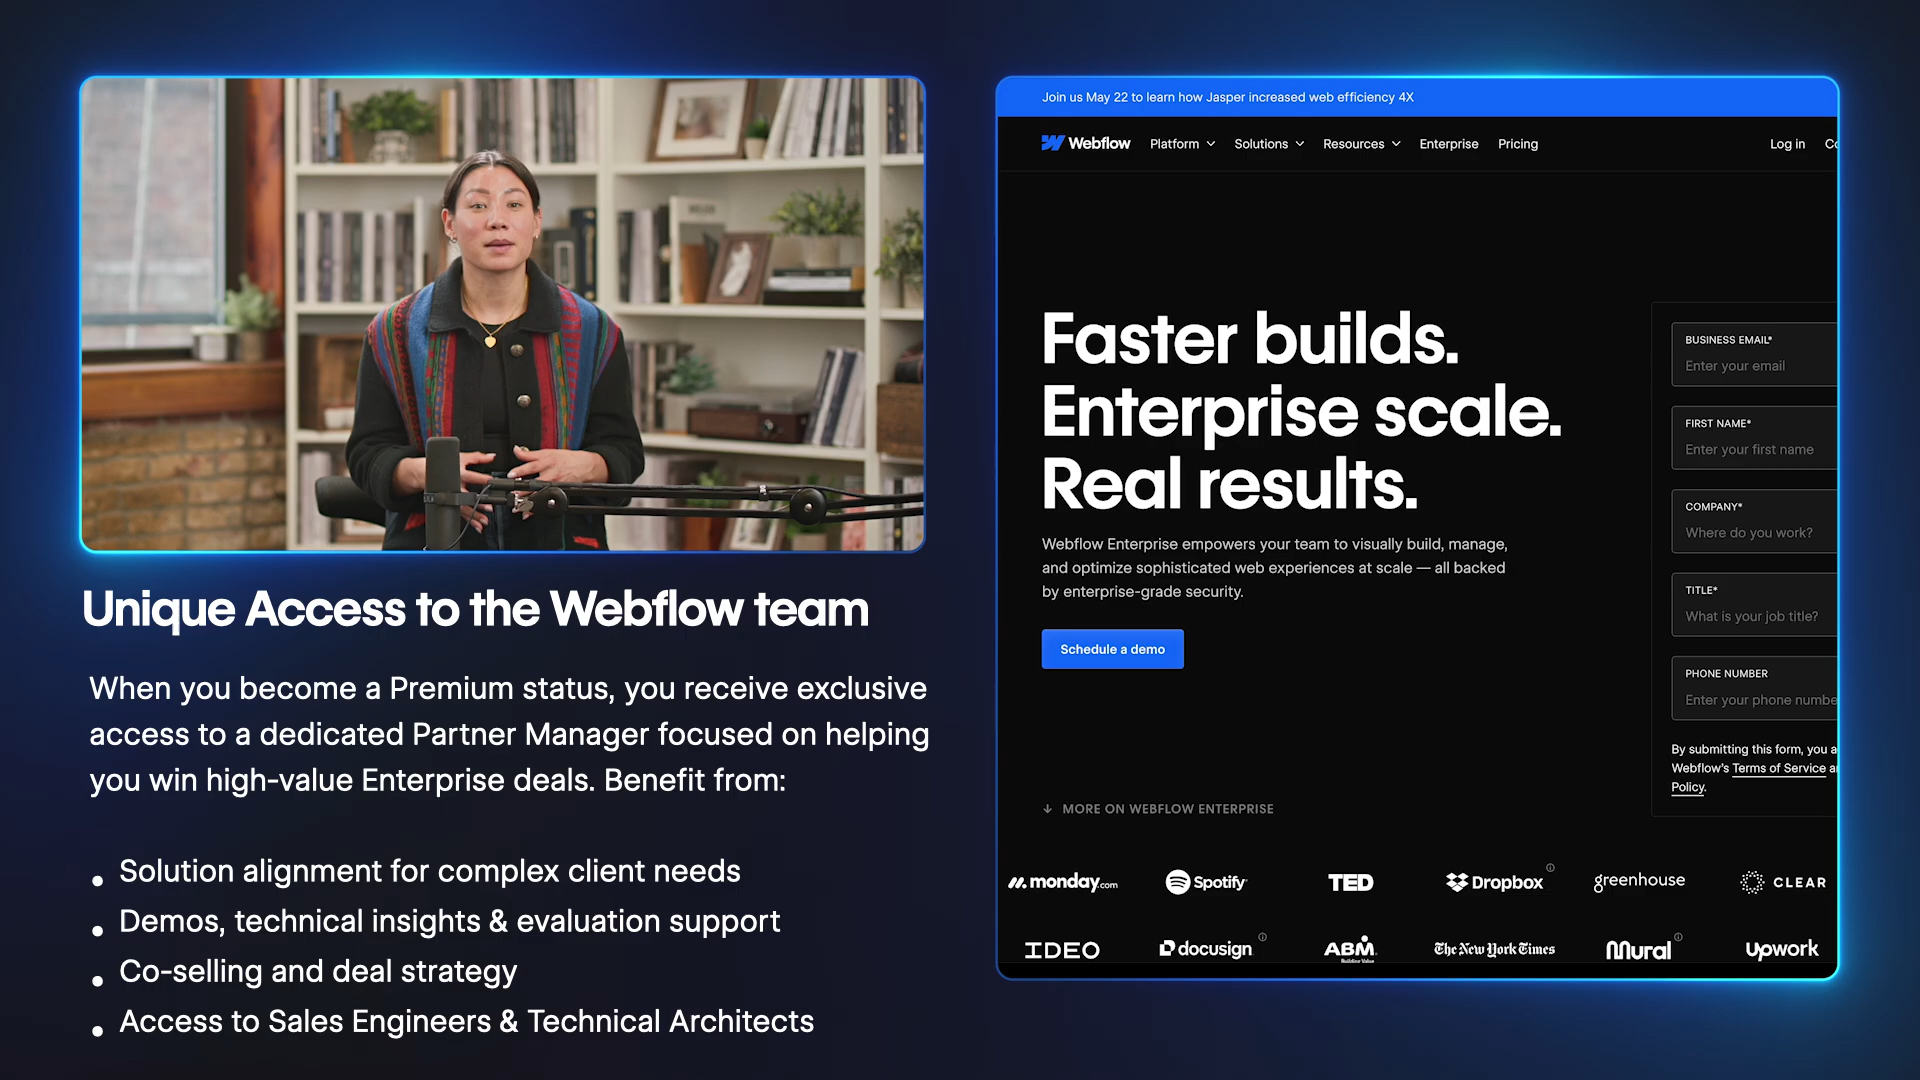 Unique Access to the Webflow team
When you become a Premium status, you receive exclusive
access to a dedicated Partner Manager focused on helping
you win high-value Enterprise deals. Benefit from:
• Solution alignment for complex client needs
• Demos, technical insights & evaluation support
• Co-selling and deal strategy
• Access to Sales Engineers & Technical Architects
Join us May 22 to learn how Jasper increased web efficiency 4X
Webflow Platform Solutions Resources Enterprise Pricing Log in Co
Faster builds.
Enterprise scale.
Real results.
Webflow Enterprise empowers your team to visually build, manage,
and optimize sophisticated web experiences at scale — all backed
by enterprise-grade security.
Schedule a demo
BUSINESS EMAIL*
Enter your email
FIRST NAME*
Enter your first name
COMPANY*
Where do you work?
TITLE*
What is your job title?
PHONE NUMBER
Enter your phone numbe
By submitting this form, you a
Webflow's Terms of Service a
Policy.
↓ MORE ON WEBFLOW ENTERPRISE
monday.com Spotify TED Dropbox greenhouse CLEAR
IDEO docusign ABM Building Value The New York Times Mural Upwork